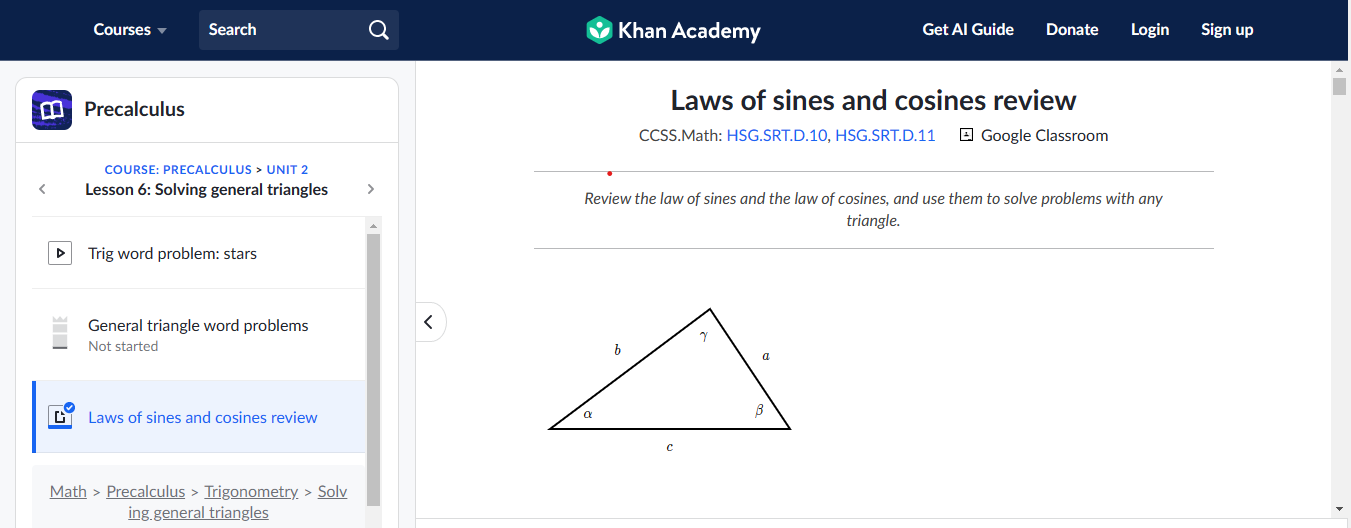 Courses
Search
Khan Academy
Get AI Guide
Donate
Login
Sign up
Precalculus
COURSE: PRECALCULUS > UNIT 2
Lesson 6: Solving general triangles
Trig word problem: stars
General triangle word problems
Not started
Laws of sines and cosines review
Math > Precalculus > Trigonometry > Solv
ing general triangles
Laws of sines and cosines review
CCSS.Math: HSG.SRT.D.10, HSG.SRT.D.11 Google Classroom
Review the law of sines and the law of cosines, and use them to solve problems with any
triangle.
γ
b
a
α
β
c